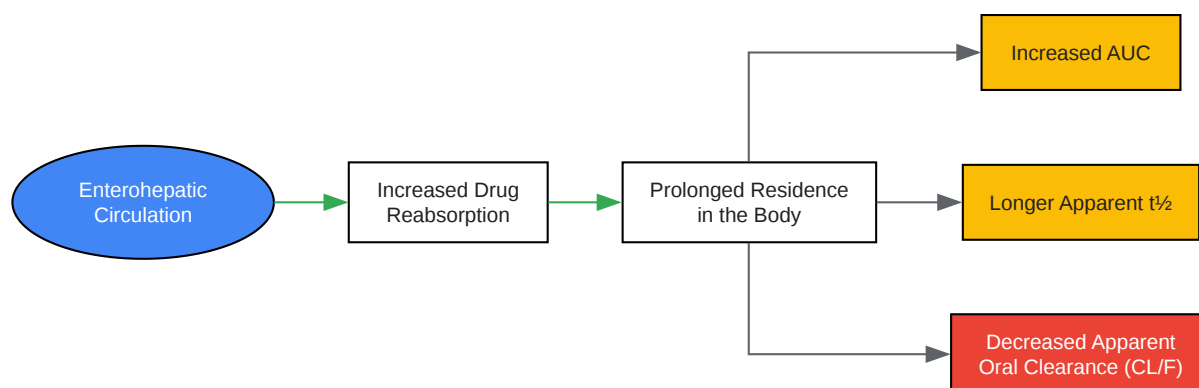 Enterohepatic
Circulation
Increased Drug
Reabsorption
Prolonged Residence
in the Body
Increased AUC
Longer Apparent t½
Decreased Apparent
Oral Clearance (CL/F)